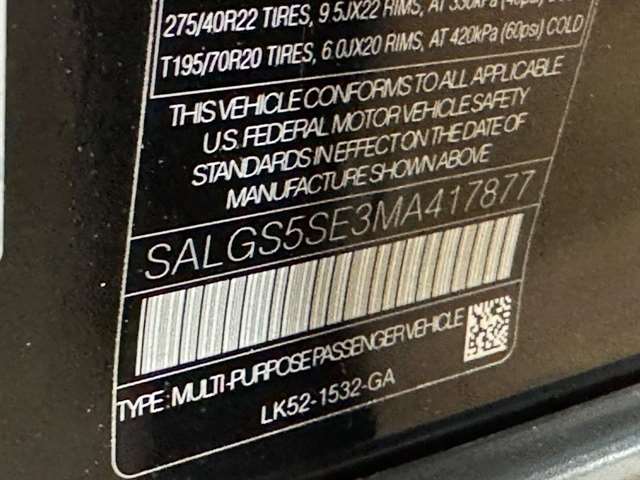 275/40R22 TIRES, 9.5JX22 RIMS, AT 330kPa
T195/70R20 TIRES, 6.0JX20 RIMS, AT 420kPa (60psi) COLD
THIS VEHICLE CONFORMS TO ALL APPLICABLE
U.S. FEDERAL MOTOR VEHICLE SAFETY
STANDARDS IN EFFECT ON THE DATE OF
MANUFACTURE SHOWN ABOVE
SALGS5SE3MA417877
TYPE : MULTI-PURPOSE PASSENGER VEHICLE
LK52-1532-GA